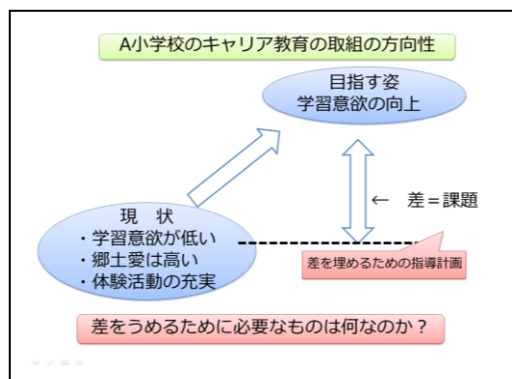 A小学校のキャリア教育の取組の方向性
目指す姿
学習意欲の向上
← 差＝課題
現　状
・学習意欲が低い
・郷土愛は高い
・体験活動の充実
差を埋めるための指導計画
差をうめるために必要なものは何なのか？